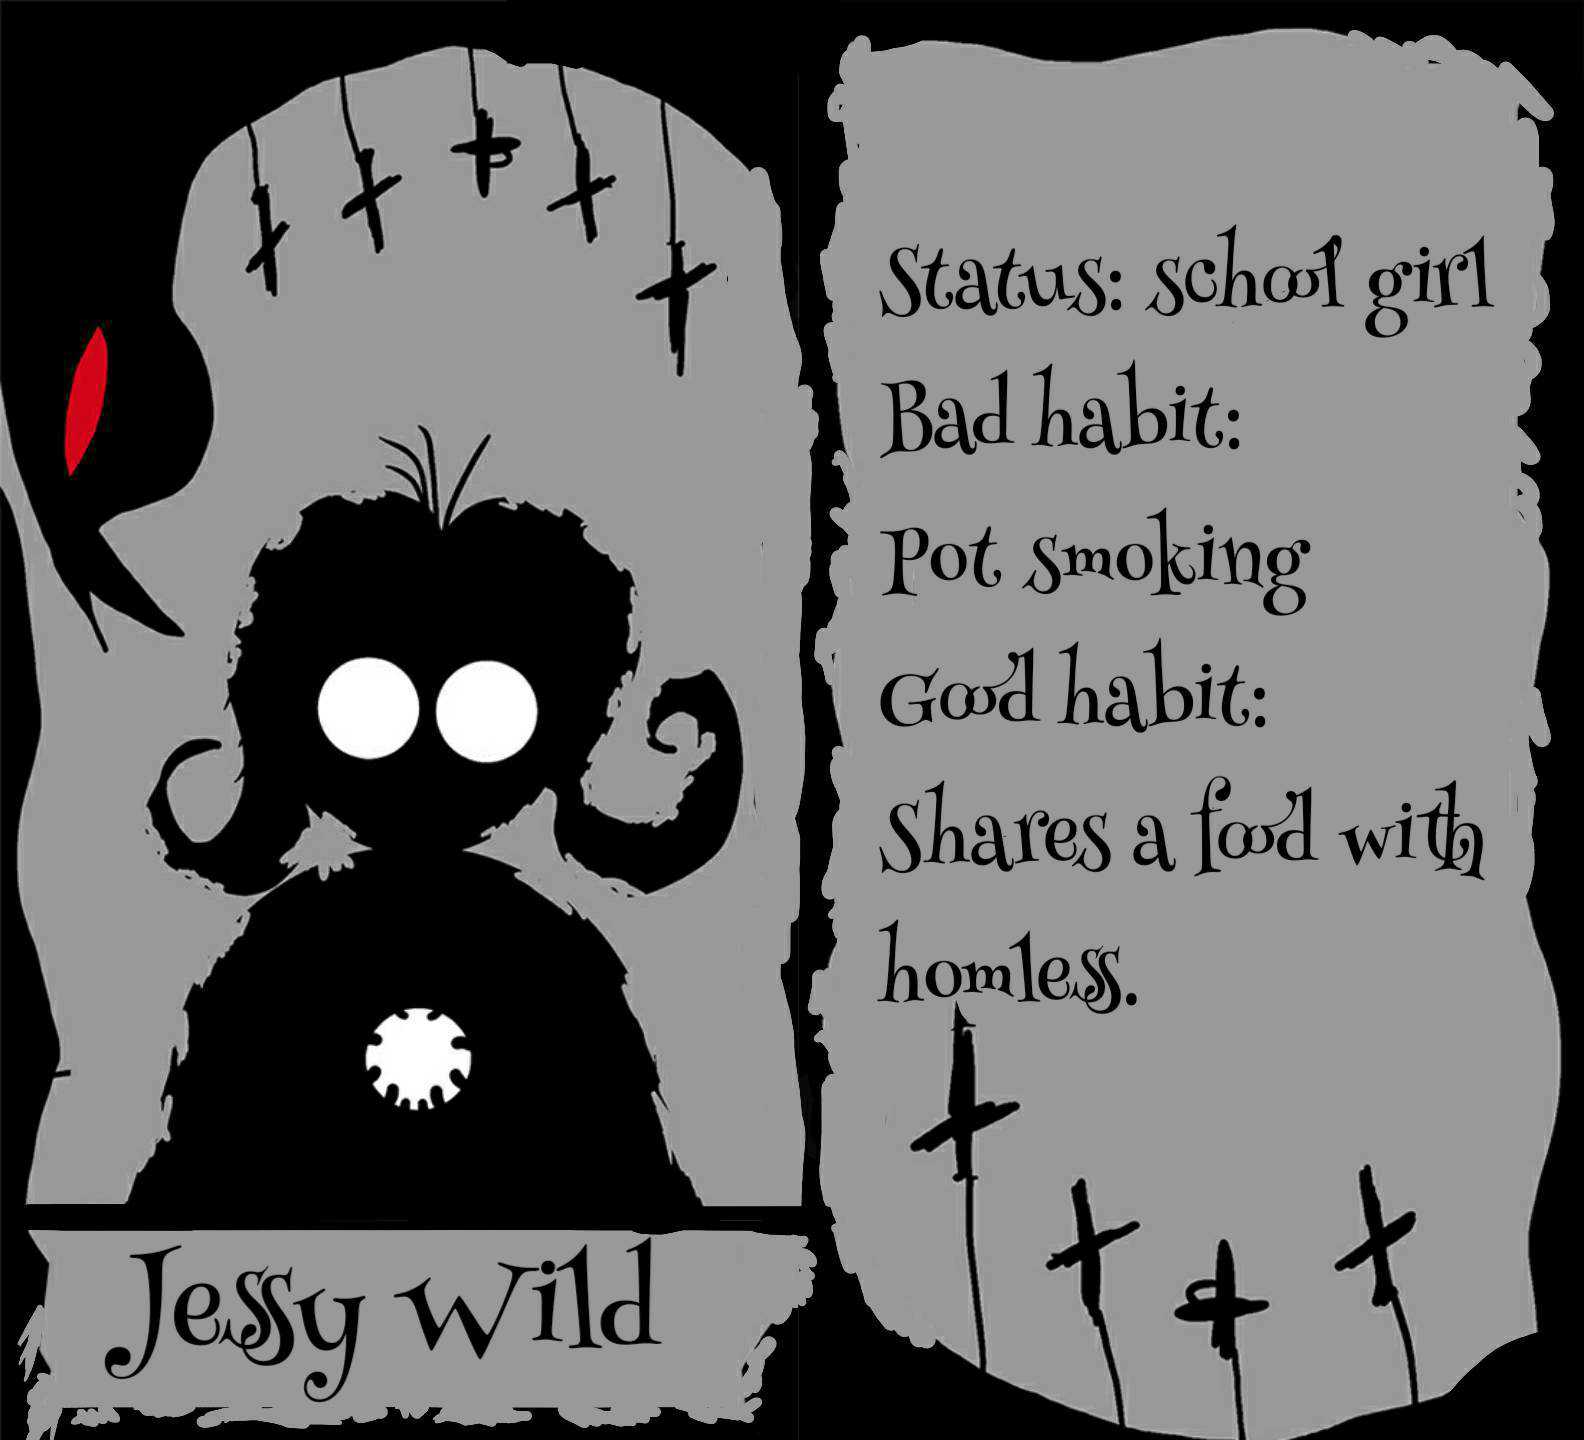 Status: school girl
Bad habit:
Pot smoking
Good habit:
Shares a food with
homless.
Jessy Wild